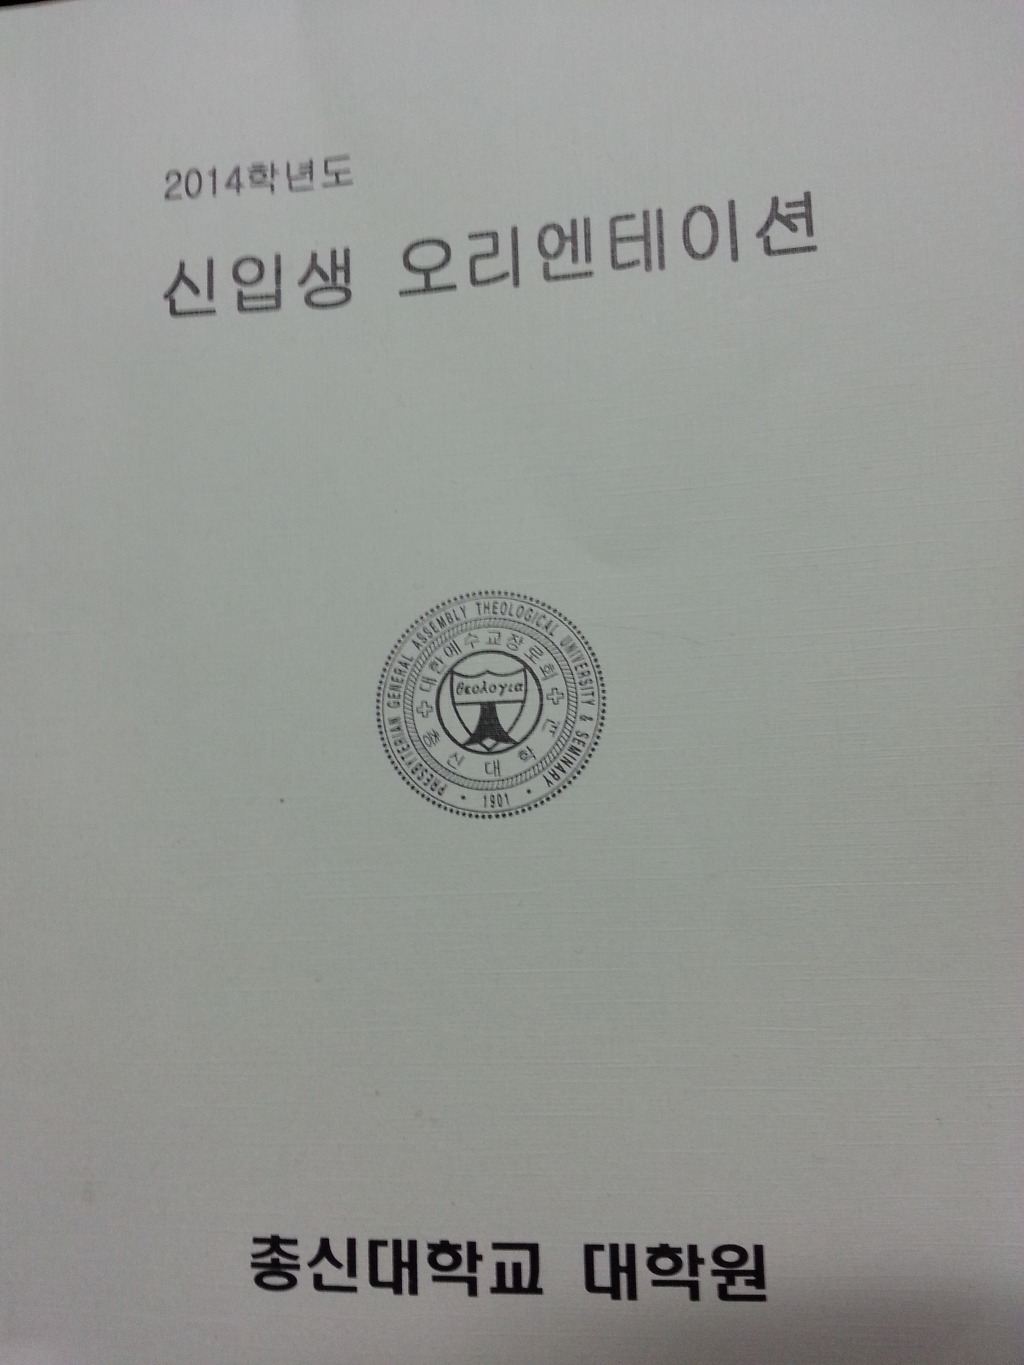 2014학년도
신입생 오리엔테이션
PRESBYTERIAN GENERAL ASSEMBLY THEOLOGICAL UNIVERSITY & SEMINARY
• 1901 •
대한예수교장로회
총신대학교
θεολογια
총신대학교 대학원